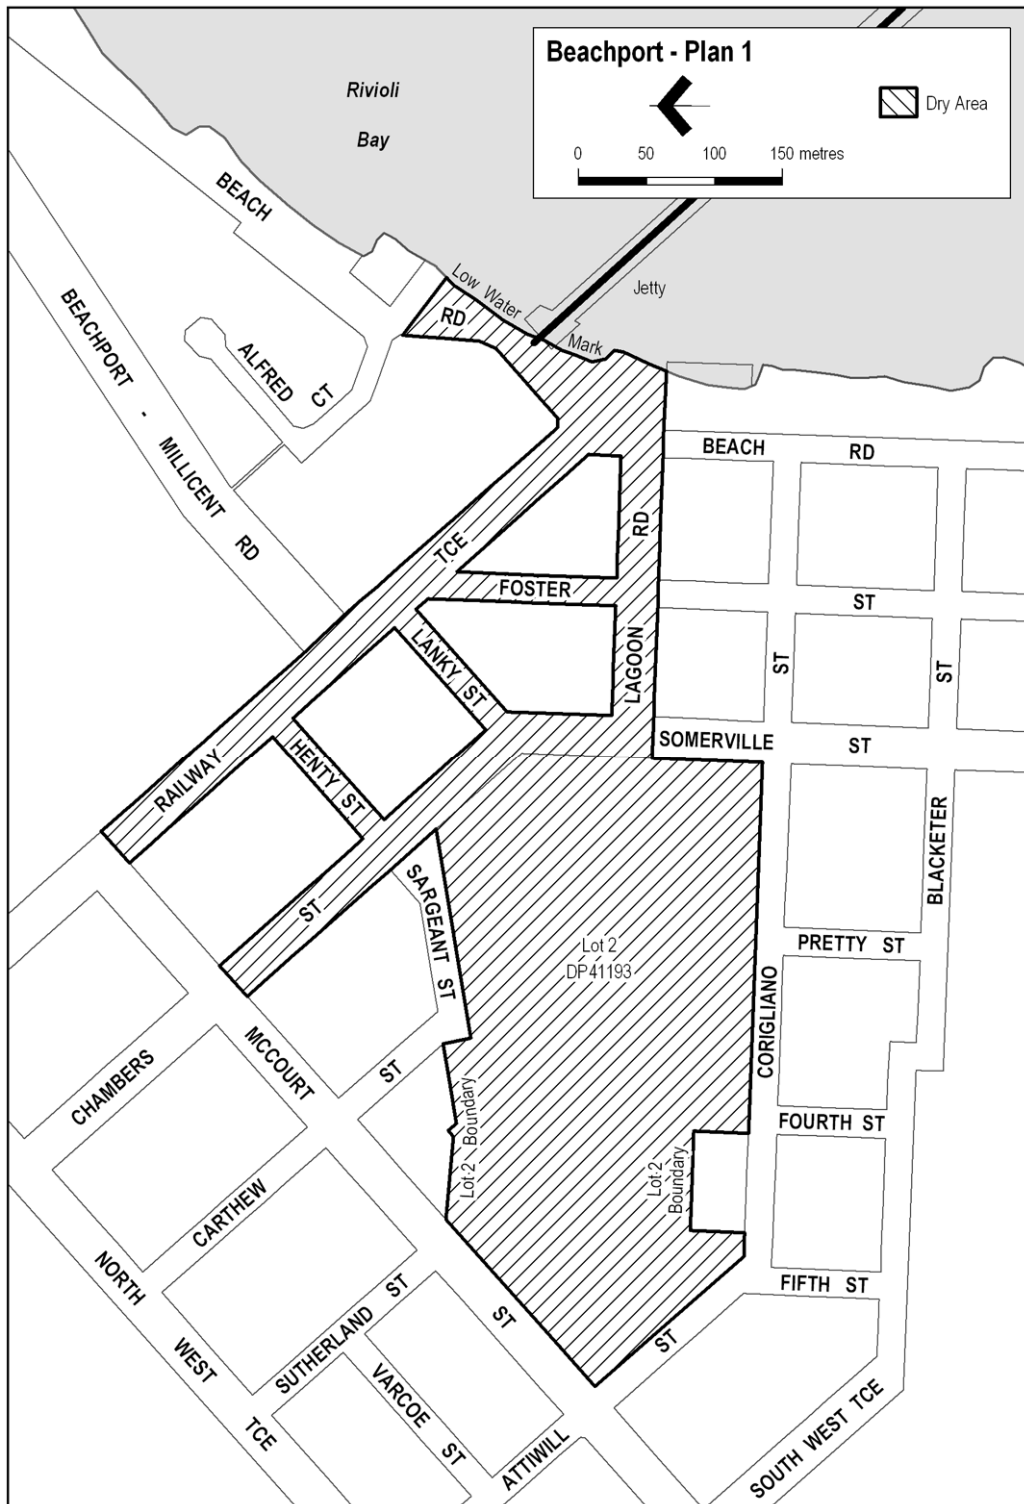 Beachport - Plan 1
Dry Area
0 50 100 150 metres
Rivioli
Bay
BEACH
RD
Low Water
Mark
Jetty
BEACHPORT - MILLICENT RD
ALFRED CT
BEACH RD
RD
TCE
FOSTER
ST
LANKY ST
LAGOON
ST
ST
SOMERVILLE ST
RAILWAY
HENTY ST
BLACKETER
SARGEANT ST
ST
PRETTY ST
Lot 2
DP41193
CORIGLIANO
MCCOURT
ST
CHAMBERS
Lot 2
Boundary
FOURTH ST
Lot 2
Boundary
CARTHEW
NORTH WEST TCE
SUTHERLAND ST
ST
FIFTH ST
ST
VARCOE ST
ATTIWILL
SOUTH WEST TCE